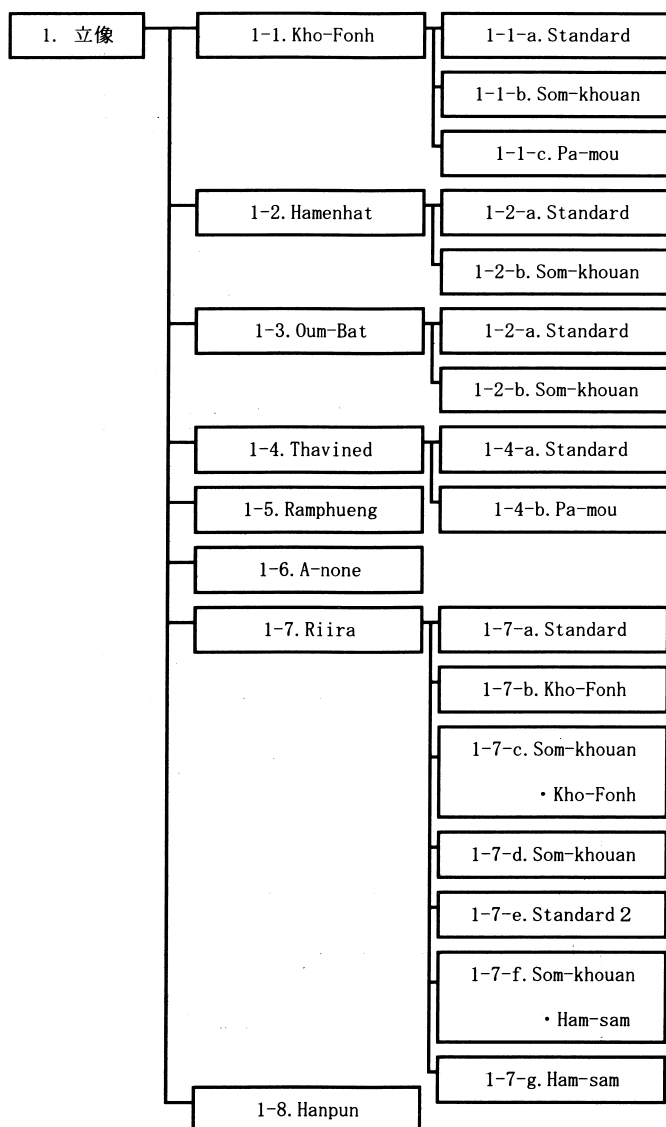 1. 立像
1-1. Kho-Fonh
1-1-a. Standard
1-1-b. Som-khouan
1-1-c. Pa-mou
1-2. Hamenhat
1-2-a. Standard
1-2-b. Som-khouan
1-3. Oum-Bat
1-2-a. Standard
1-2-b. Som-khouan
1-4. Thavined
1-4-a. Standard
1-4-b. Pa-mou
1-5. Ramphueng
1-6. A-none
1-7. Riira
1-7-a. Standard
1-7-b. Kho-Fonh
1-7-c. Som-khouan
・Kho-Fonh
1-7-d. Som-khouan
1-7-e. Standard 2
1-7-f. Som-khouan
・Ham-sam
1-7-g. Ham-sam
1-8. Hanpun